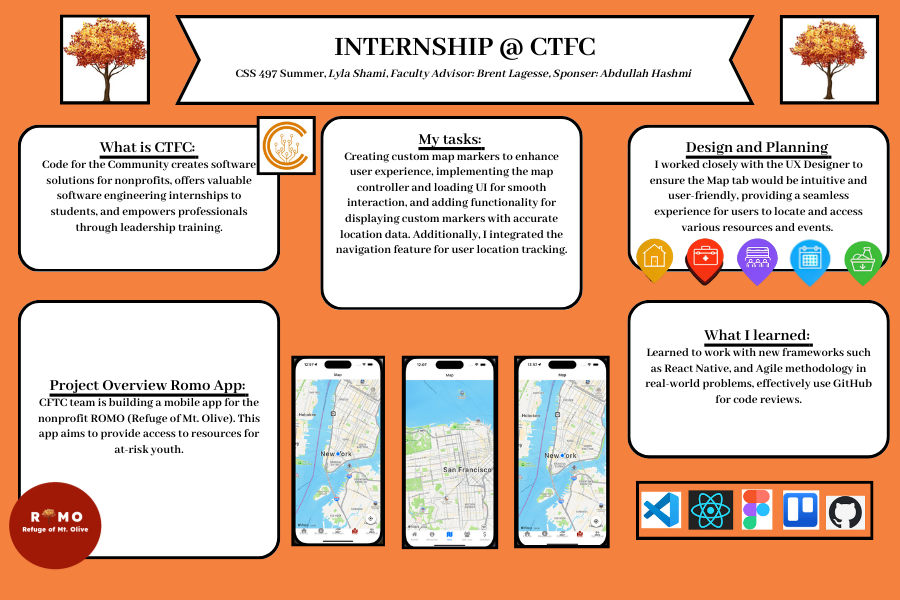 INTERNSHIP @ CTFC
CSS 497 Summer, Lyla Shami, Faculty Advisor: Brent Lagesse, Sponser: Abdullah Hashmi
What is CTFC:
Code for the Community creates software
solutions for nonprofits, offers valuable
software engineering internships to
students, and empowers professionals
through leadership training.
My tasks:
Creating custom map markers to enhance
user experience, implementing the map
controller and loading UI for smooth
interaction, and adding functionality for
displaying custom markers with accurate
location data. Additionally, I integrated the
navigation feature for user location tracking.
Design and Planning
I worked closely with the UX Designer to
ensure the Map tab would be intuitive and
user-friendly, providing a seamless
experience for users to locate and access
various resources and events.
Project Overview Romo App:
CFTC team is building a mobile app for the
nonprofit ROMO (Refuge of Mt. Olive). This
app aims to provide access to resources for
at-risk youth.
ROMO
Refuge of Mt. Olive
12:57
Map
Hoboken
New York
12:07
Map
San Francisco
12:57
Map
Hoboken
New York
What I learned:
Learned to work with new frameworks such
as React Native, and Agile methodology in
real-world problems, effectively use GitHub
for code reviews.